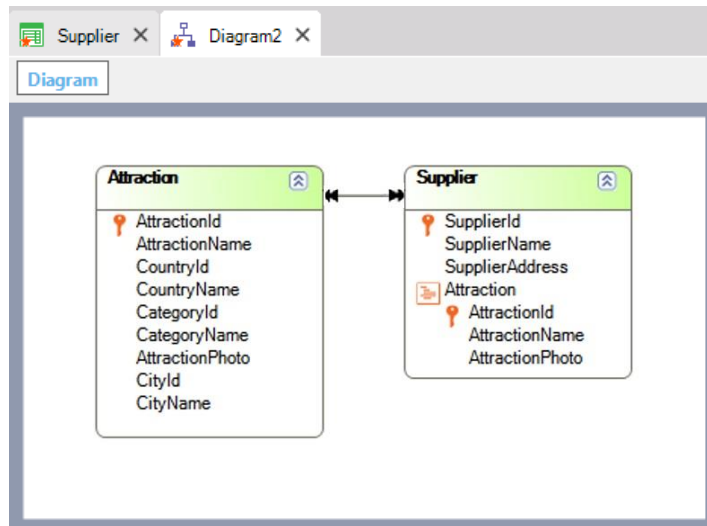 Supplier
Diagram2
Diagram
Attraction
AttractionId
AttractionName
CountryId
CountryName
CategoryId
CategoryName
AttractionPhoto
CityId
CityName
Supplier
SupplierId
SupplierName
SupplierAddress
Attraction
AttractionId
AttractionName
AttractionPhoto